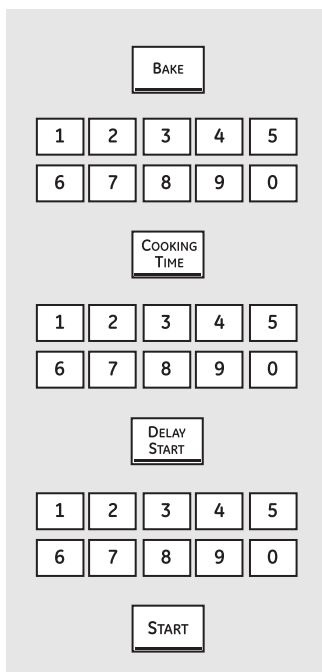 BAKE
1 2 3 4 5
6 7 8 9 0
COOKING
TIME
1 2 3 4 5
6 7 8 9 0
DELAY
START
1 2 3 4 5
6 7 8 9 0
START